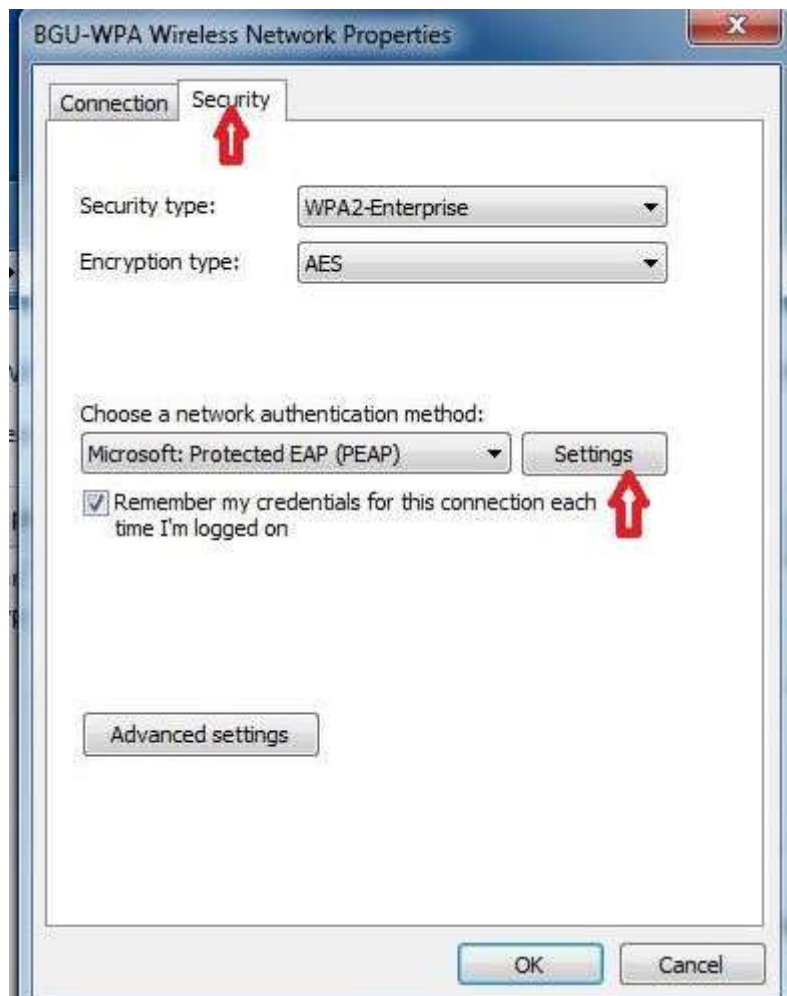 BGU-WPA Wireless Network Properties
Connection Security
Security type: WPA2-Enterprise
Encryption type: AES
Choose a network authentication method:
Microsoft: Protected EAP (PEAP) Settings
Remember my credentials for this connection each
time I'm logged on
Advanced settings
OK Cancel